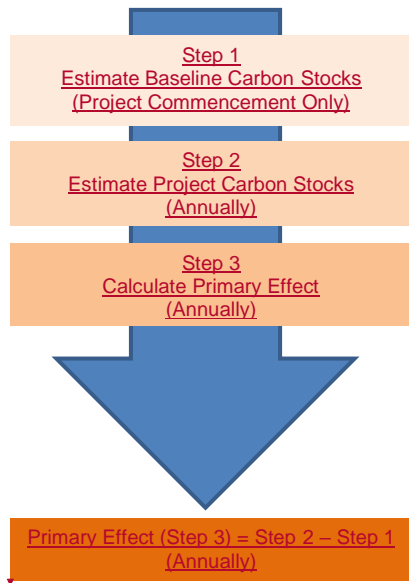 Step 1
Estimate Baseline Carbon Stocks
(Project Commencement Only)
Step 2
Estimate Project Carbon Stocks
(Annually)
Step 3
Calculate Primary Effect
(Annually)
Primary Effect (Step 3) = Step 2 – Step 1
(Annually)